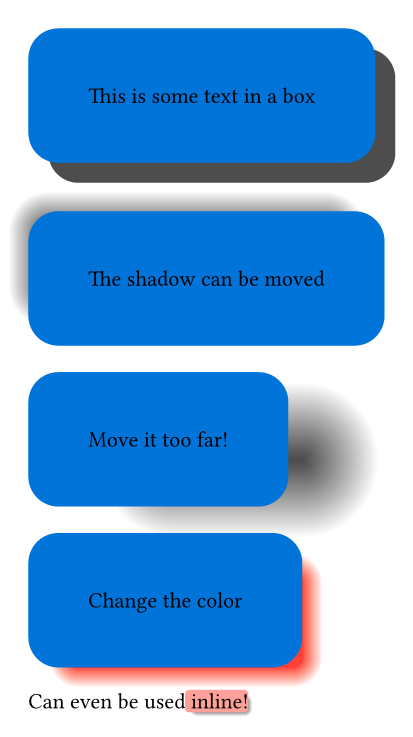 This is some text in a box
The shadow can be moved
Move it too far!
Change the color
Can even be used inline!